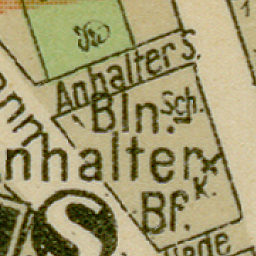 Anhalter S.
Bln. Sch.
nhalter
K.
Bf.
S